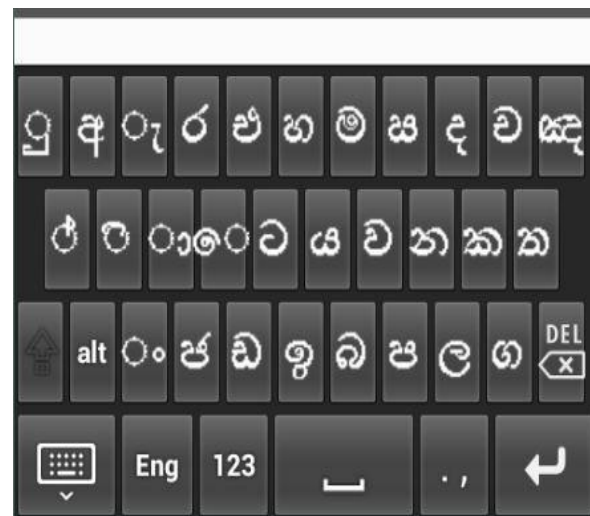 ු අ ැ ර එ හ ම ස ද ච ඤ
් ි ා ෙ ට ය ව න ක ත
alt ං ජ ඩ ඉ බ ප ල ග DEL
Eng 123 . ,